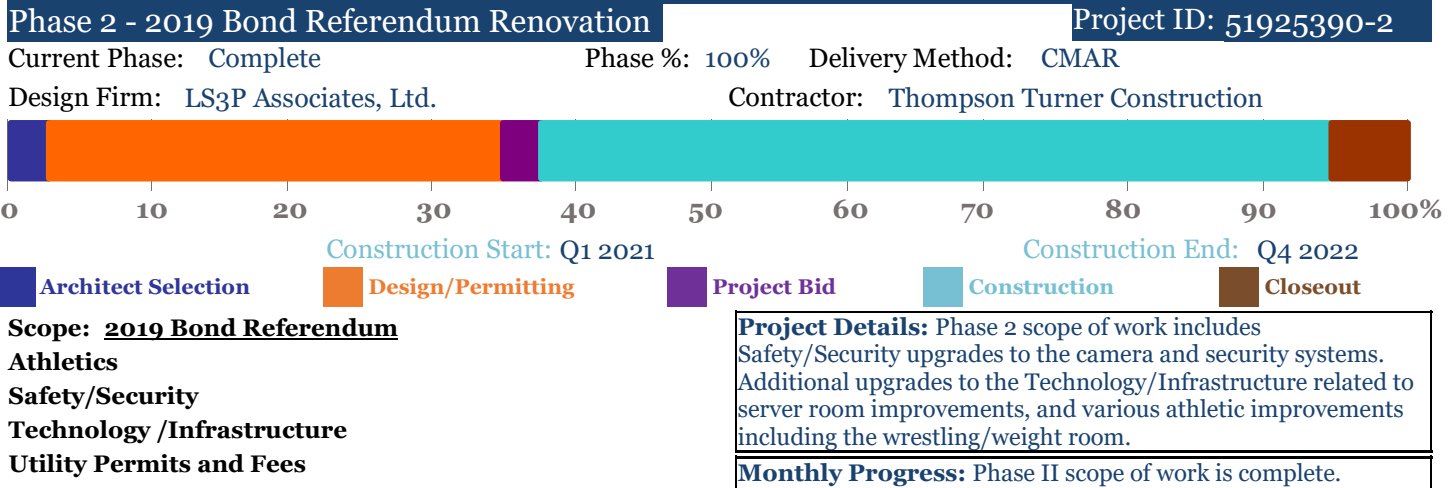 Phase 2 - 2019 Bond Referendum Renovation Project ID: 51925390-2
Current Phase: Complete Phase %: 100% Delivery Method: CMAR
Design Firm: LS3P Associates, Ltd. Contractor: Thompson Turner Construction
0 10 20 30 40 50 60 70 80 90 100%
Construction Start: Q1 2021 Construction End: Q4 2022
Architect Selection Design/Permitting Project Bid Construction Closeout
Scope: 2019 Bond Referendum
Athletics
Safety/Security
Technology /Infrastructure
Utility Permits and Fees
Project Details: Phase 2 scope of work includes
Safety/Security upgrades to the camera and security systems.
Additional upgrades to the Technology/Infrastructure related to
server room improvements, and various athletic improvements
including the wrestling/weight room.
Monthly Progress: Phase II scope of work is complete.